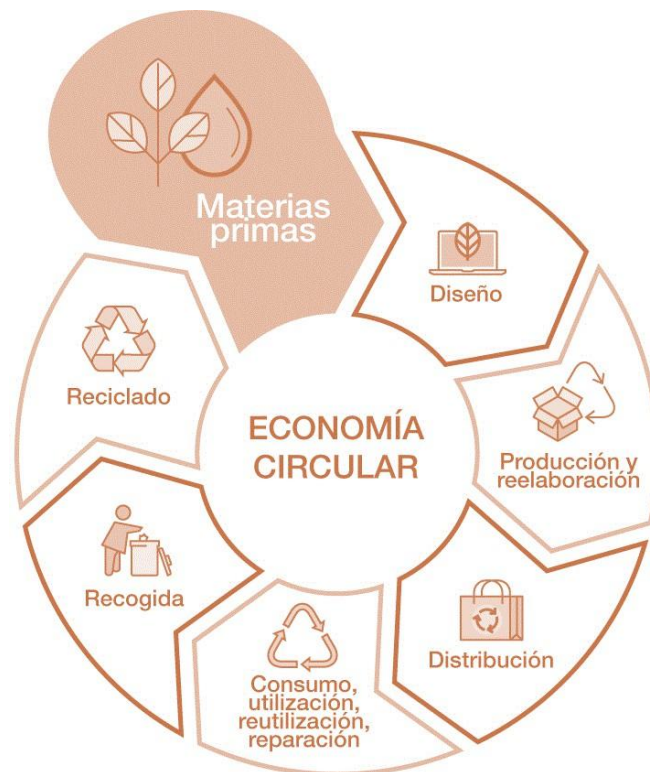 Materias
primas
Diseño
Producción y
reelaboración
Distribución
Consumo,
utilización,
reutilización,
reparación
Recogida
Reciclado
ECONOMÍA
CIRCULAR